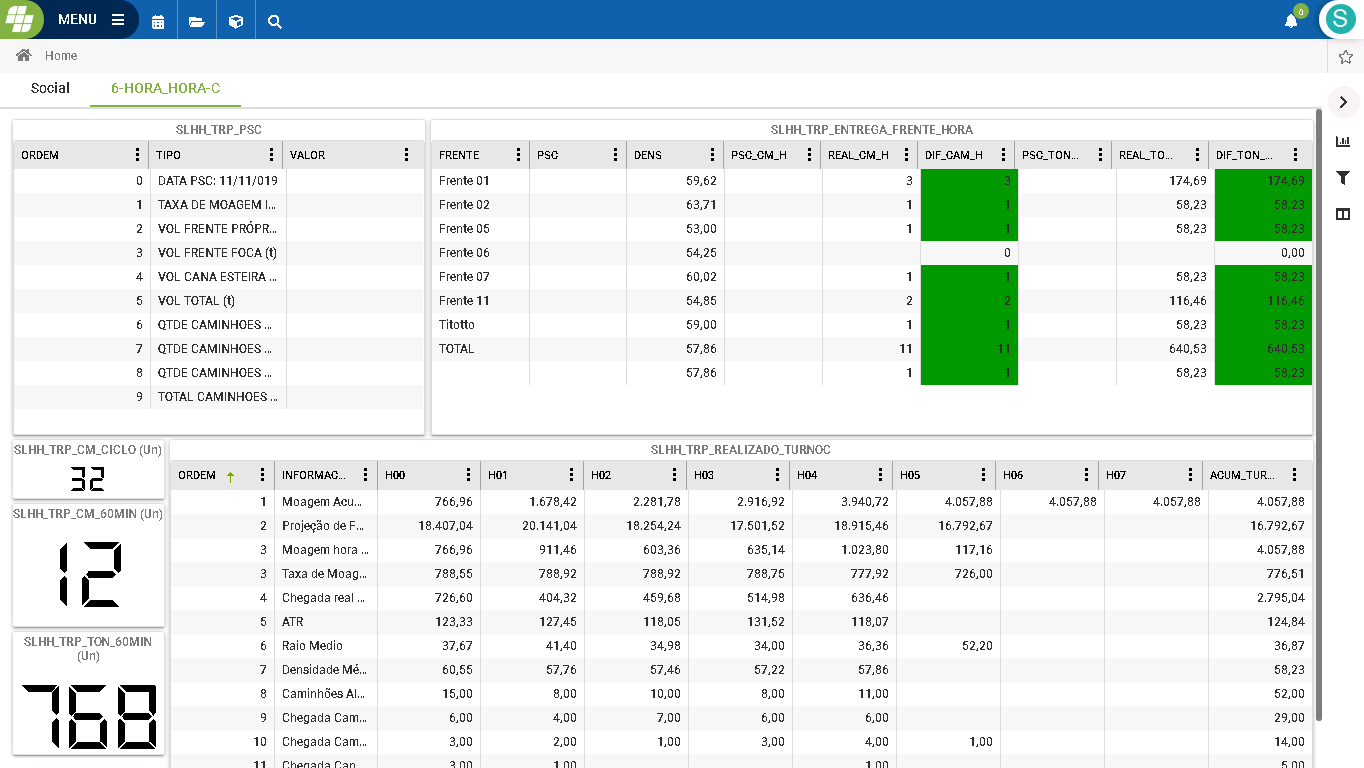 MENU
0
S
Home
Social 6-HORA_HORA-C
SLHH_TRP_PSC
ORDEM TIPO VALOR
0 DATA PSC: 11/11/019
1 TAXA DE MOAGEM I...
2 VOL FRENTE PRÓPR...
3 VOL FRENTE FOCA (t)
4 VOL CANA ESTEIRA ...
5 VOL TOTAL (t)
6 QTDE CAMINHOES ...
7 QTDE CAMINHOES ...
8 QTDE CAMINHOES ...
9 TOTAL CAMINHOES ...
SLHH_TRP_ENTREGA_FRENTE_HORA
FRENTE PSC DENS PSC_CM_H REAL_CM_H DIF_CAM_H PSC_TON... REAL_TO... DIF_TON_...
Frente 01 59,62 3 3 174,69 174,69
Frente 02 63,71 1 1 58,23 58,23
Frente 05 53,00 1 1 58,23 58,23
Frente 06 54,25 0 0,00
Frente 07 60,02 1 1 58,23 58,23
Frente 11 54,85 2 2 116,46 116,46
Titotto 59,00 1 1 58,23 58,23
TOTAL 57,86 11 11 640,53 640,53
57,86 1 1 58,23 58,23
SLHH_TRP_CM_CICLO (Un)
32
SLHH_TRP_CM_60MIN (Un)
12
SLHH_TRP_TON_60MIN
(Un)
768
SLHH_TRP_REALIZADO_TURNOC
ORDEM INFORMAC... H00 H01 H02 H03 H04 H05 H06 H07 ACUM_TUR...
1 Moagem Acu... 766,96 1.678,42 2.281,78 2.916,92 3.940,72 4.057,88 4.057,88 4.057,88 4.057,88
2 Projeção de F... 18.407,04 20.141,04 18.254,24 17.501,52 18.915,46 16.792,67 16.792,67
3 Moagem hora ... 766,96 911,46 603,36 635,14 1.023,80 117,16 4.057,88
3 Taxa de Moag... 788,55 788,92 788,92 788,75 777,92 726,00 776,51
4 Chegada real ... 726,60 404,32 459,68 514,98 636,46 2.795,04
5 ATR 123,33 127,45 118,05 131,52 118,07 124,84
6 Raio Medio 37,67 41,40 34,98 34,00 36,36 52,20 36,87
7 Densidade Mé... 60,55 57,76 57,46 57,22 57,86 58,23
8 Caminhões Al... 15,00 8,00 10,00 8,00 11,00 52,00
9 Chegada Cam... 6,00 4,00 7,00 6,00 6,00 29,00
10 Chegada Cam... 3,00 2,00 1,00 3,00 4,00 1,00 14,00
11 Chegada Can... 3,00 1,00 1,00 5,00